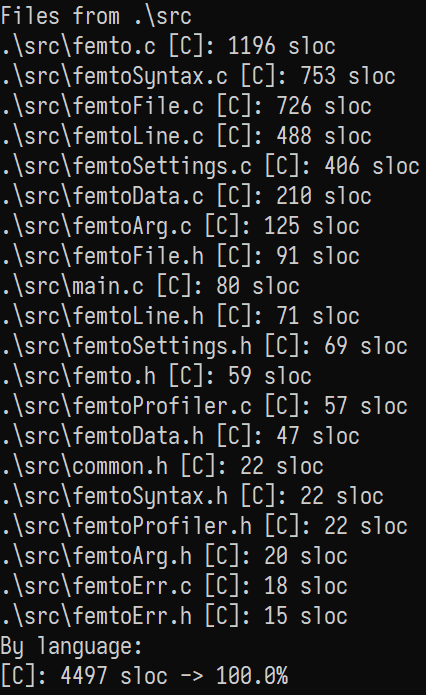 Files from .\src
.\src\femto.c [C]: 1196 sloc
.\src\femtoSyntax.c [C]: 753 sloc
.\src\femtoFile.c [C]: 726 sloc
.\src\femtoLine.c [C]: 488 sloc
.\src\femtoSettings.c [C]: 406 sloc
.\src\femtoData.c [C]: 210 sloc
.\src\femtoArg.c [C]: 125 sloc
.\src\femtoFile.h [C]: 91 sloc
.\src\main.c [C]: 80 sloc
.\src\femtoLine.h [C]: 71 sloc
.\src\femtoSettings.h [C]: 69 sloc
.\src\femto.h [C]: 59 sloc
.\src\femtoProfiler.c [C]: 57 sloc
.\src\femtoData.h [C]: 47 sloc
.\src\common.h [C]: 22 sloc
.\src\femtoSyntax.h [C]: 22 sloc
.\src\femtoProfiler.h [C]: 22 sloc
.\src\femtoArg.h [C]: 20 sloc
.\src\femtoErr.c [C]: 18 sloc
.\src\femtoErr.h [C]: 15 sloc
By language:
[C]: 4497 sloc -> 100.0%